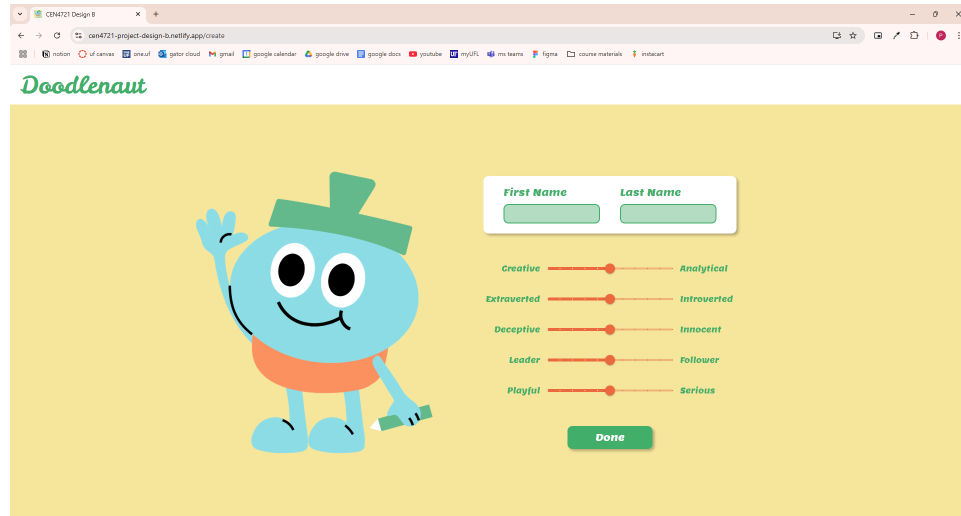 CEN4721 Design B
cen4721-project-design-b.netlify.app/create
P
notion uf canvas one.uf gator cloud gmail google calendar google drive google docs youtube myUFL ms teams figma course materials instacart
Doodlenaut
First Name Last Name
Creative Analytical
Extraverted Introverted
Deceptive Innocent
Leader Follower
Playful Serious
Done